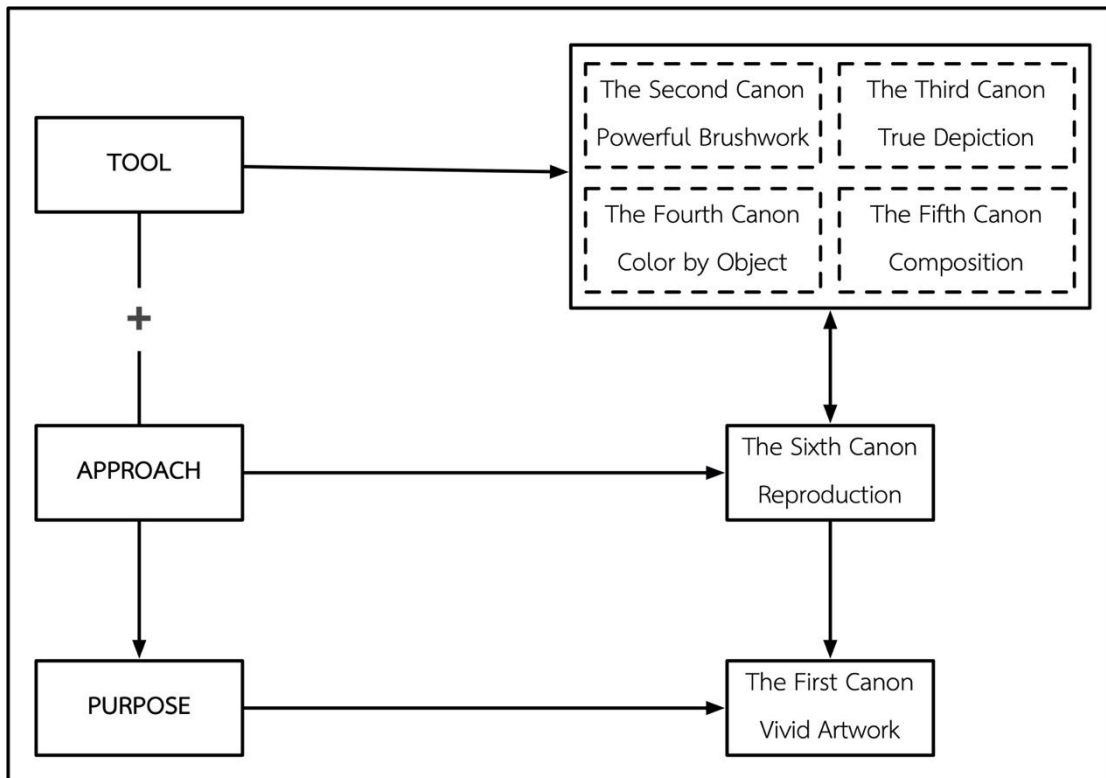 TOOL
The Second Canon
Powerful Brushwork
The Third Canon
True Depiction
The Fourth Canon
Color by Object
The Fifth Canon
Composition
+
APPROACH
The Sixth Canon
Reproduction
PURPOSE
The First Canon
Vivid Artwork